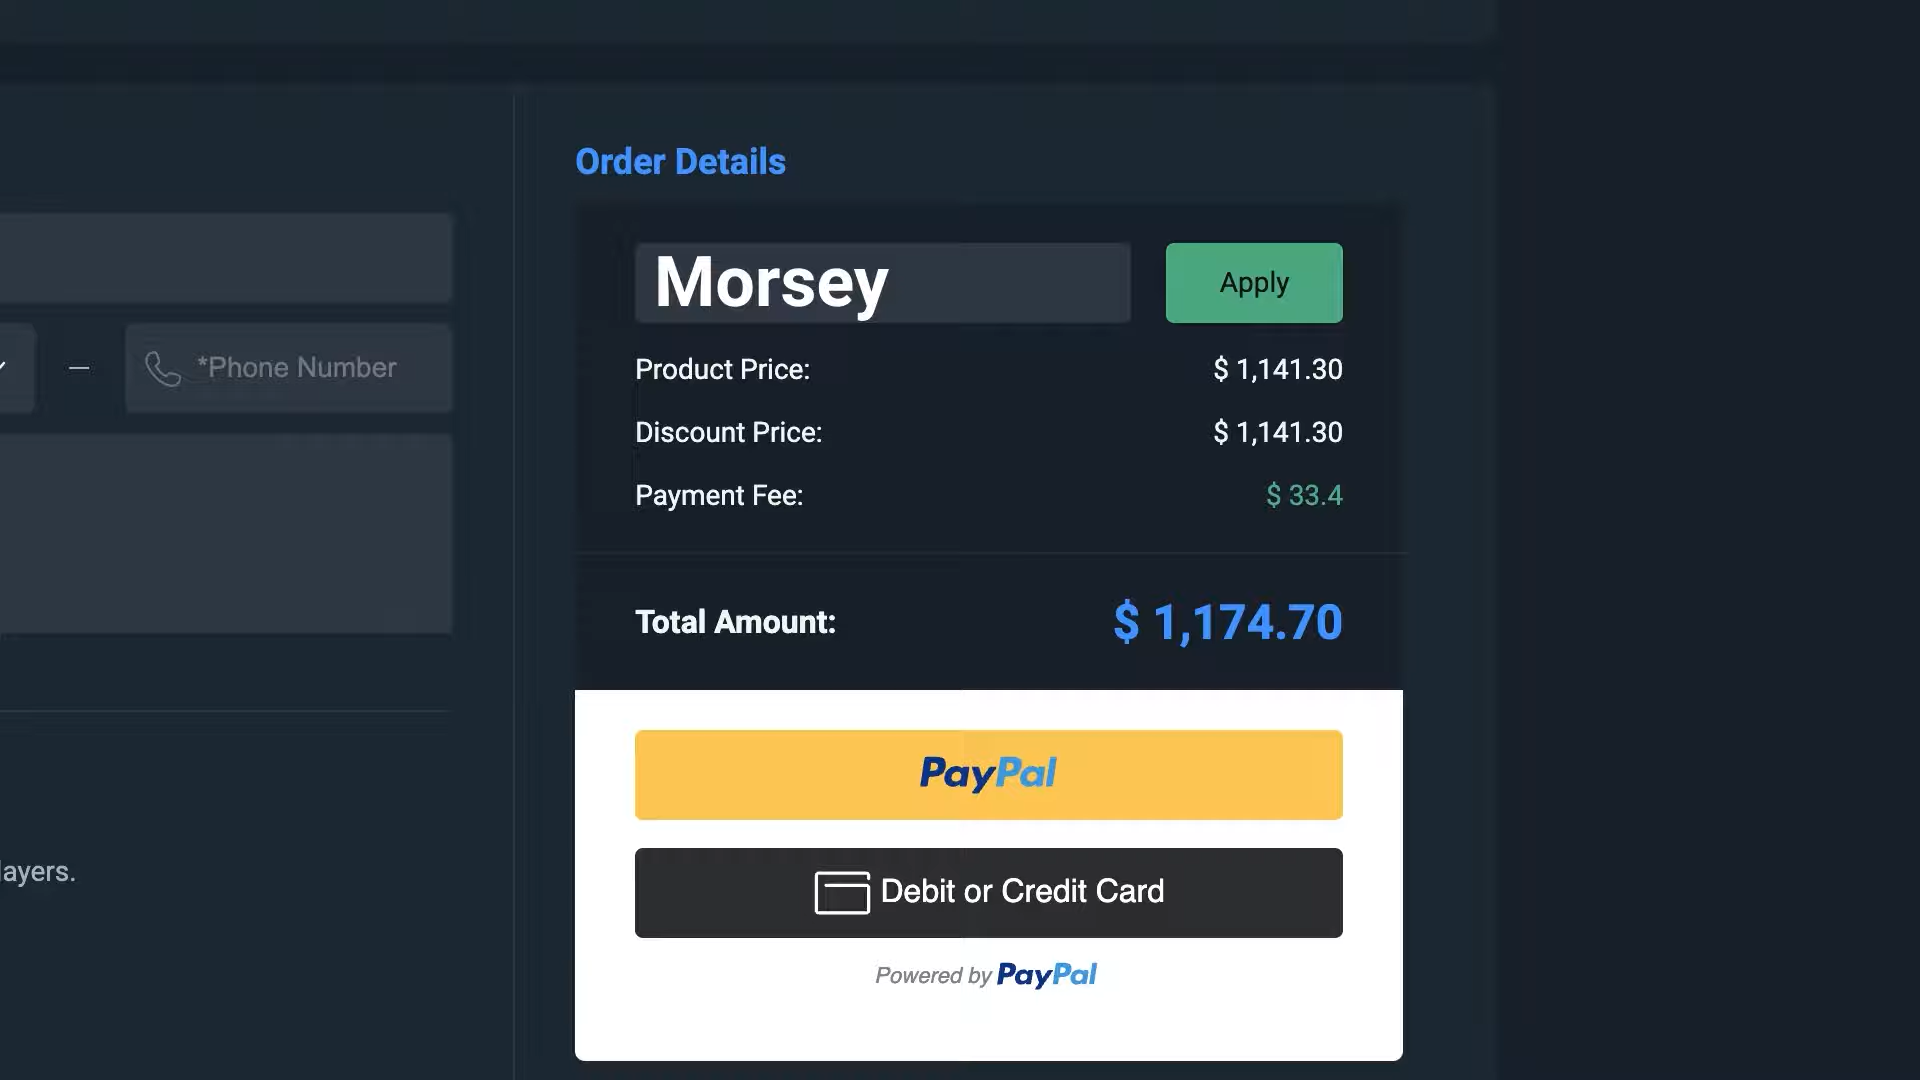 Order Details
Morsey
Apply
Product Price: $ 1,141.30
*Phone Number
Discount Price: $ 1,141.30
Payment Fee: $ 33.4
Total Amount: $ 1,174.70
PayPal
layers.
Debit or Credit Card
Powered by PayPal